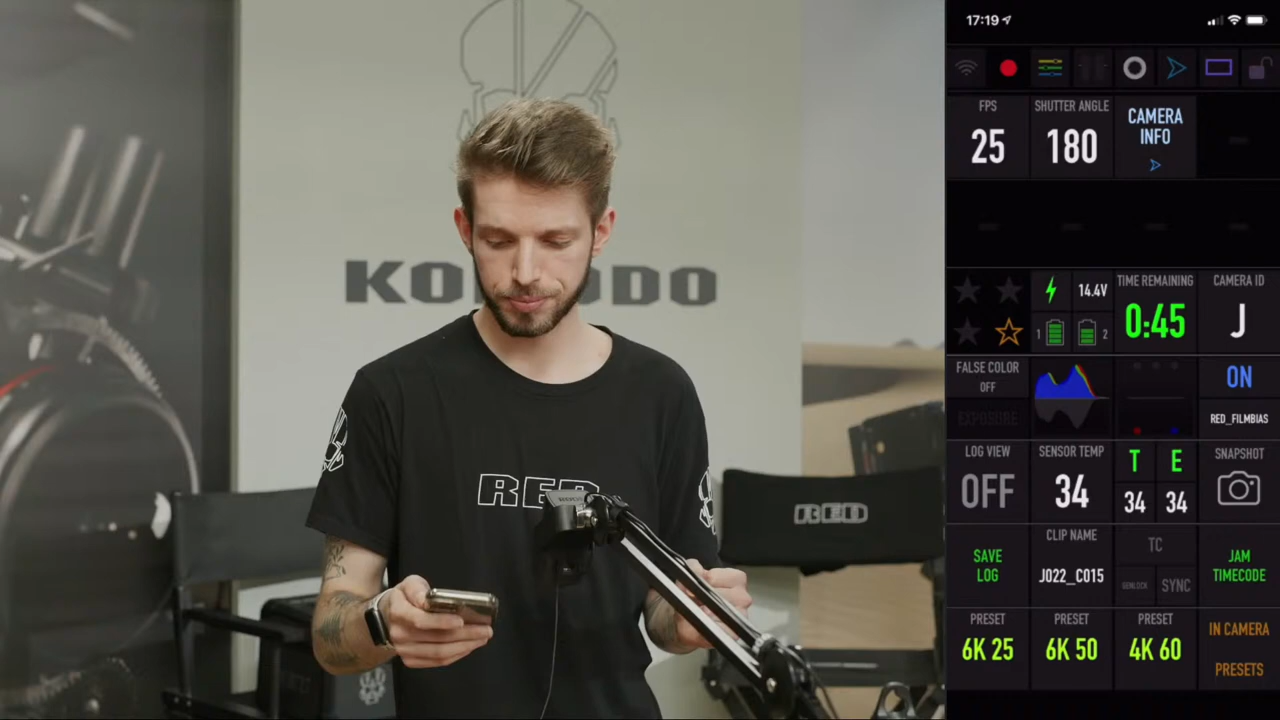 KOMODO
RED
RED
17:19
FPS
25
SHUTTER ANGLE
180
CAMERA
INFO
14.4V
1
2
TIME REMAINING
0:45
CAMERA ID
J
FALSE COLOR
OFF
EXPOSURE
ON
RED_FILMBIAS
LOG VIEW
OFF
SENSOR TEMP
34
T
E
34
34
SNAPSHOT
SAVE
LOG
CLIP NAME
J022_C015
TC
GENLOCK
SYNC
JAM
TIMECODE
PRESET
6K 25
PRESET
6K 50
PRESET
4K 60
IN CAMERA
PRESETS